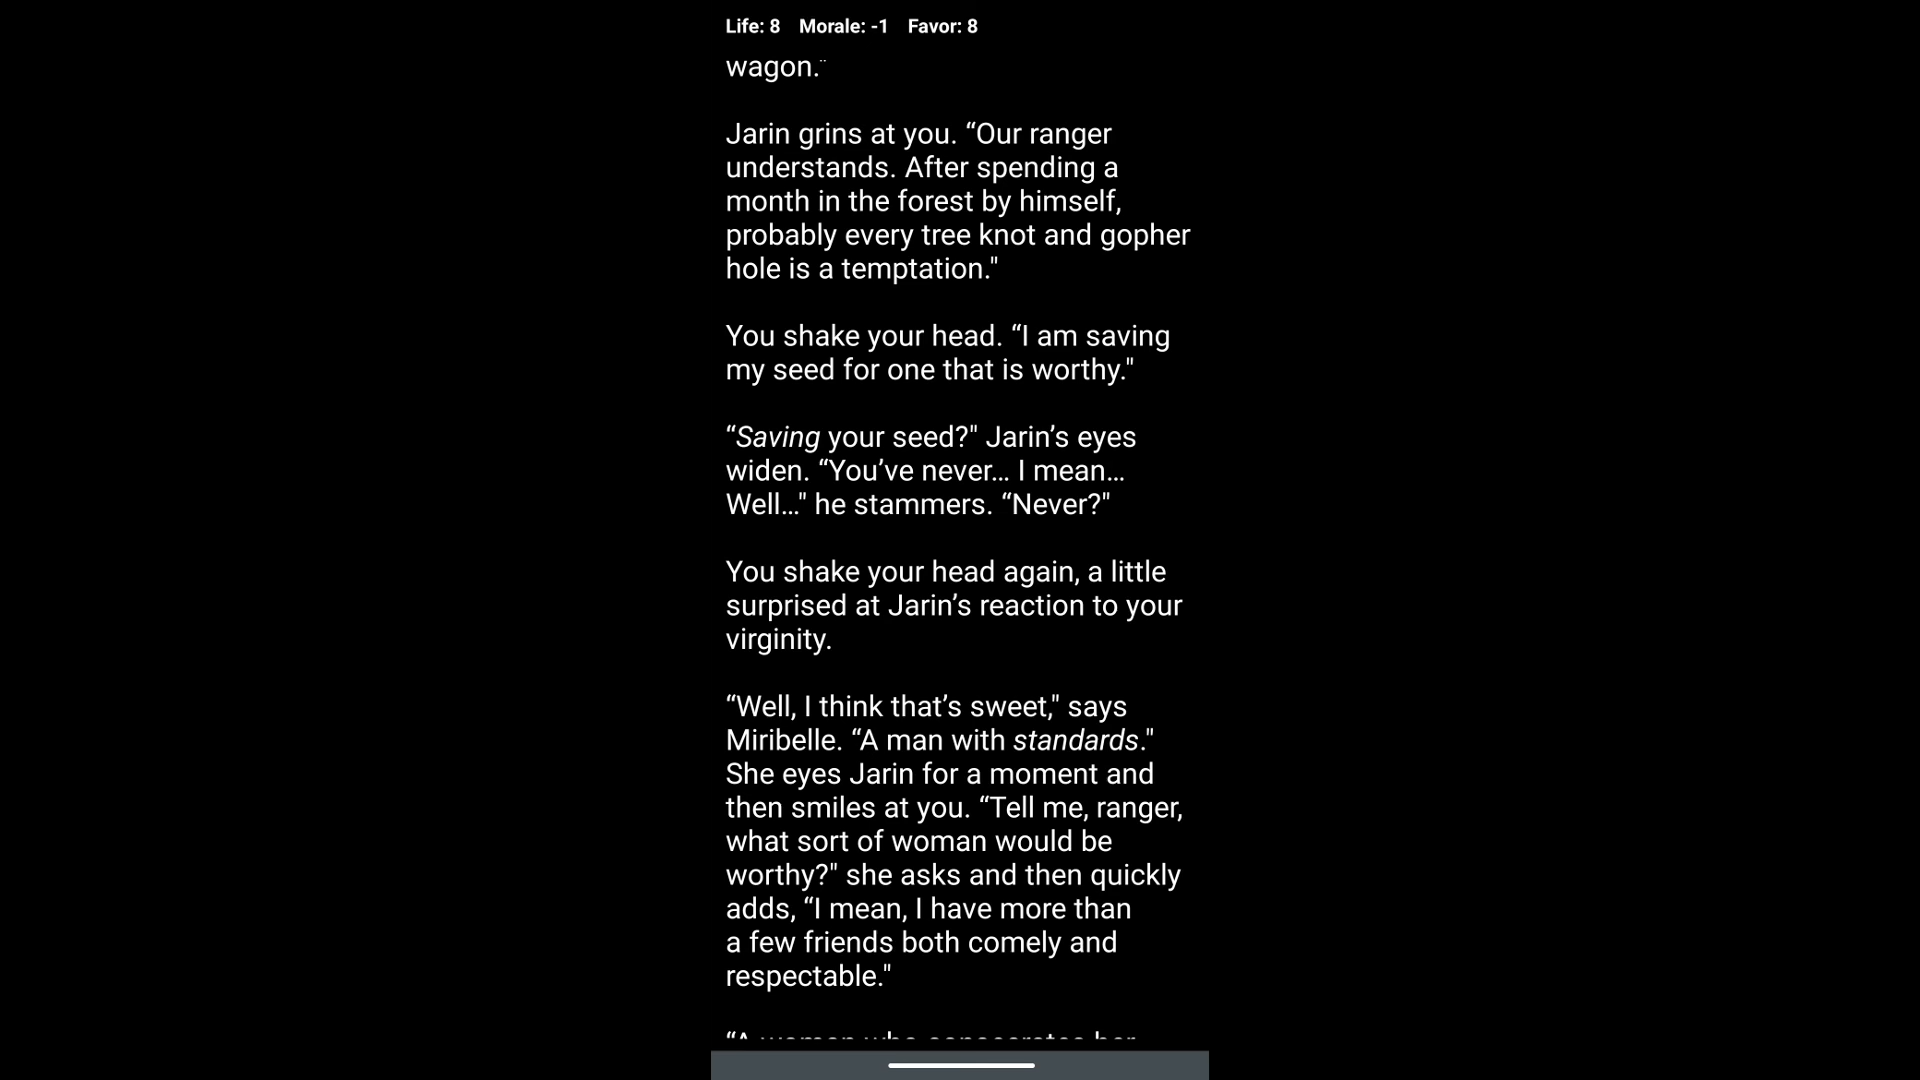 Life: 8 Morale: -1 Favor: 8
wagon."
Jarin grins at you. “Our ranger
understands. After spending a
month in the forest by himself,
probably every tree knot and gopher
hole is a temptation."
You shake your head. “I am saving
my seed for one that is worthy."
“Saving your seed?" Jarin’s eyes
widen. “You’ve never… I mean…
Well…" he stammers. “Never?"
You shake your head again, a little
surprised at Jarin’s reaction to your
virginity.
“Well, I think that’s sweet," says
Miribelle. “A man with standards."
She eyes Jarin for a moment and
then smiles at you. “Tell me, ranger,
what sort of woman would be
worthy?" she asks and then quickly
adds, “I mean, I have more than
a few friends both comely and
respectable."
“A woman who consecrates her